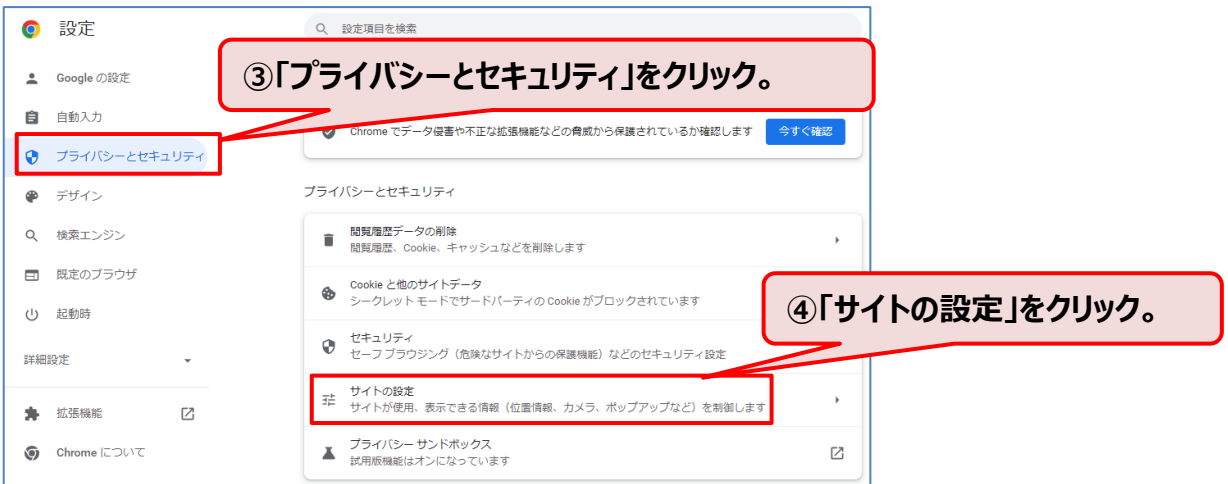 設定
設定項目を検索
③「プライバシーとセキュリティ」をクリック。
Google の設定
自動入力
Chrome でデータ侵害や不正な拡張機能などの脅威から保護されているか確認します
今すぐ確認
プライバシーとセキュリティ
デザイン
検索エンジン
既定のブラウザ
起動時
詳細設定
拡張機能
Chrome について
プライバシーとセキュリティ
閲覧履歴データの削除
閲覧履歴、Cookie、キャッシュなどを削除します
Cookie と他のサイトデータ
シークレット モードでサードパーティの Cookie がブロックされています
④「サイトの設定」をクリック。
セキュリティ
セーフ ブラウジング（危険なサイトからの保護機能）などのセキュリティ設定
サイトの設定
サイトが使用、表示できる情報（位置情報、カメラ、ポップアップなど）を制御します
プライバシー サンドボックス
試用版機能はオンになっています